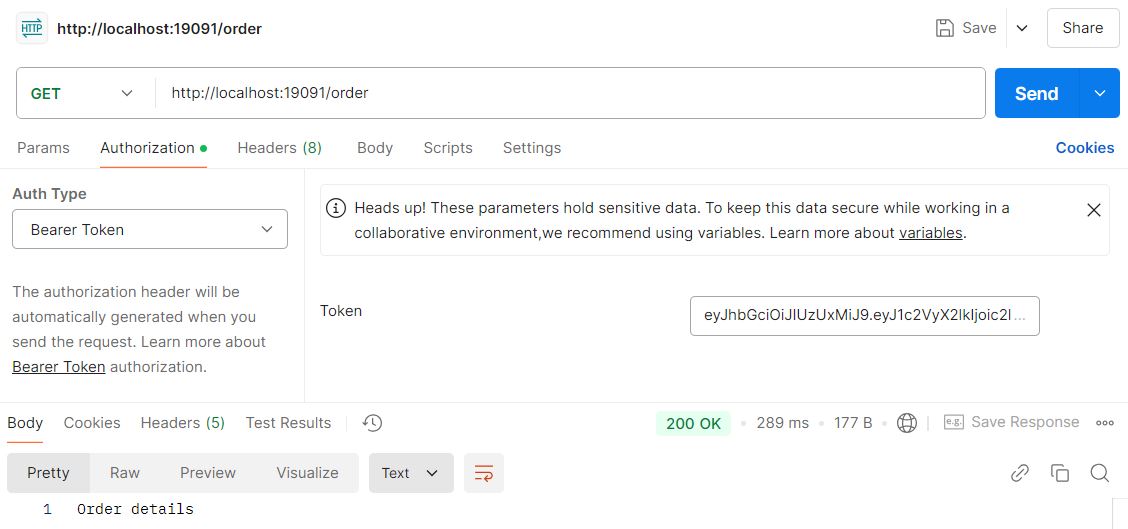 HTTP http://localhost:19091/order Save Share
GET http://localhost:19091/order Send
Params Authorization Headers (8) Body Scripts Settings Cookies
Auth Type
Bearer Token
Heads up! These parameters hold sensitive data. To keep this data secure while working in a
collaborative environment,we recommend using variables. Learn more about variables.
The authorization header will be
automatically generated when you
send the request. Learn more about
Bearer Token authorization.
Token eyJhbGciOiJIUzUxMiJ9.eyJ1c2VyX2lkIjoic2l ...
Body Cookies Headers (5) Test Results 200 OK 289 ms 177 B e.g. Save Response
Pretty Raw Preview Visualize Text
1 Order details